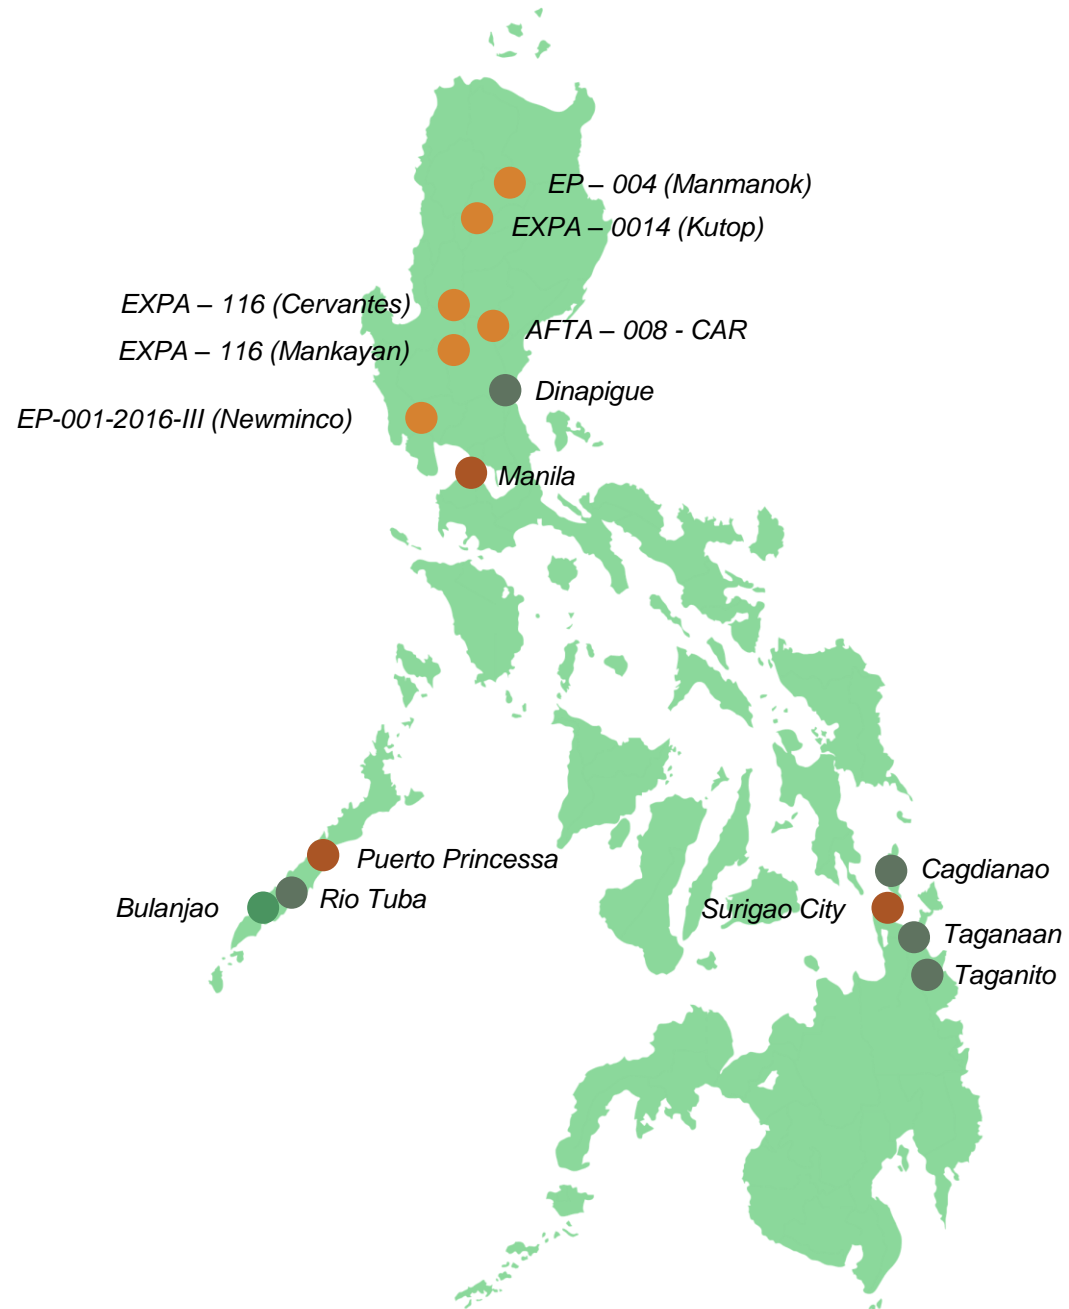 EP – 004 (Manmanok)
EXPA – 0014 (Kutop)
EXPA – 116 (Cervantes)
AFTA – 008 - CAR
EXPA – 116 (Mankayan)
Dinapigue
EP-001-2016-III (Newminco)
Manila
Puerto Princessa
Cagdianao
Rio Tuba
Bulanjao
Surigao City
Taganaan
Taganito